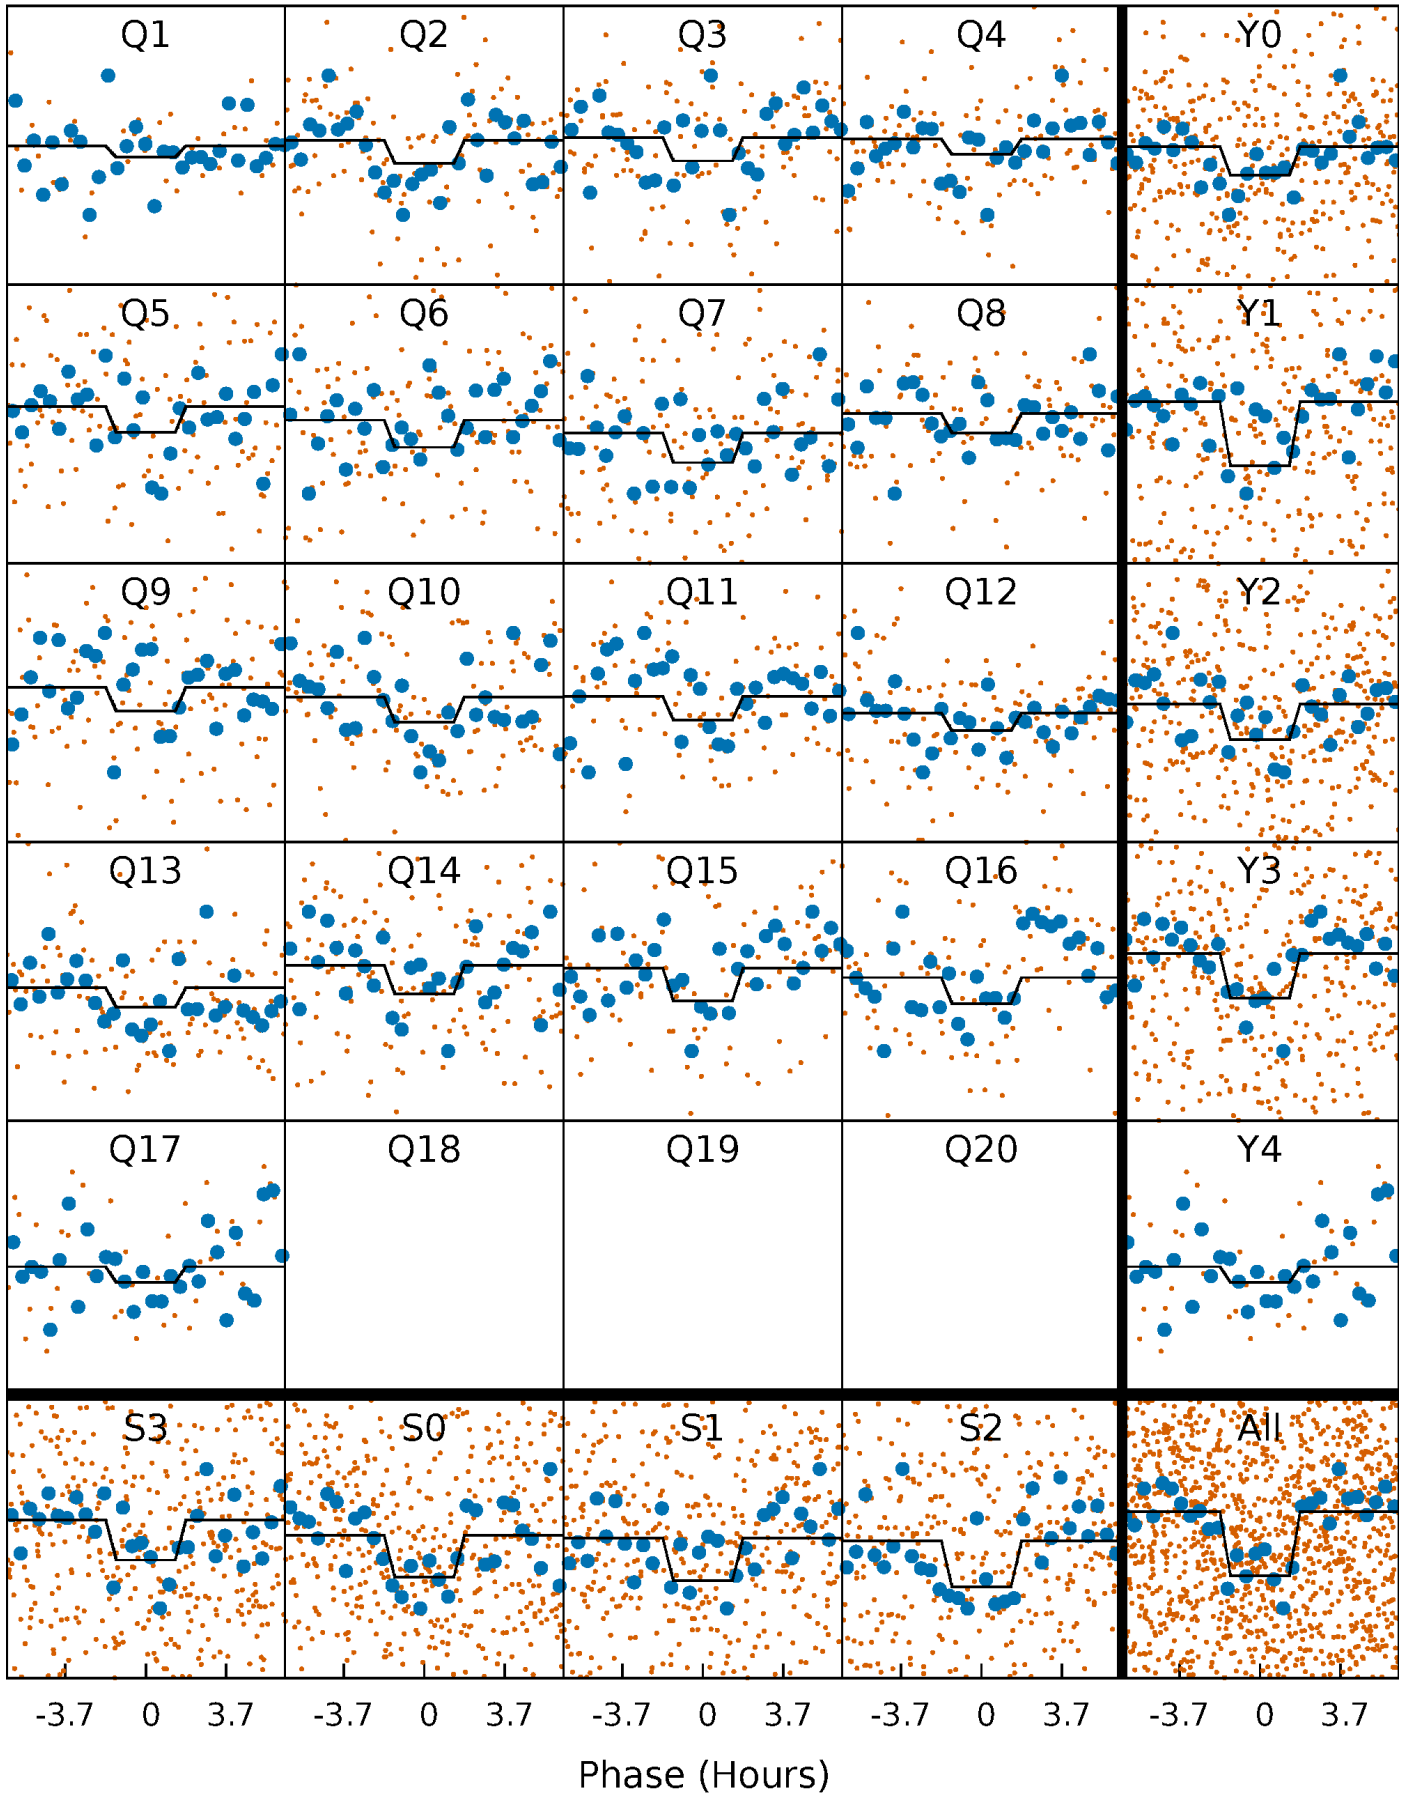 Q1 Q2 Q3 Q4 Y0
Q5 Q6 Q7 Q8 Y1
Q9 Q10 Q11 Q12 Y2
Q13 Q14 Q15 Q16 Y3
Q17 Q18 Q19 Q20 Y4
S3 S0 S1 S2 All
-3.7 0 3.7 -3.7 0 3.7 -3.7 0 3.7 -3.7 0 3.7 -3.7 0 3.7
Phase (Hours)